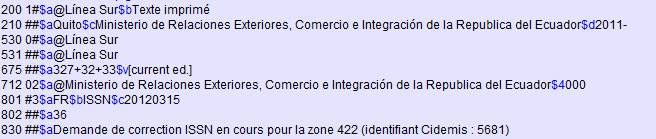 200 1#$a@Línea Sur$bTexte imprimé
210 ##$aQuito$cMinisterio de Relaciones Exteriores, Comercio e Integración de la Republica del Ecuador$d2011-
530 0#$a@Línea Sur
531 ##$a@Línea Sur
675 ##$a327+32+33$v[current ed.]
712 02$a@Ministerio de Relaciones Exteriores, Comercio e Integración de la Republica del Ecuador$4000
801 #3$aFR$bISSN$c20120315
802 ##$a36
830 ##$aDemande de correction ISSN en cours pour la zone 422 (identifiant Cidemis : 5681)